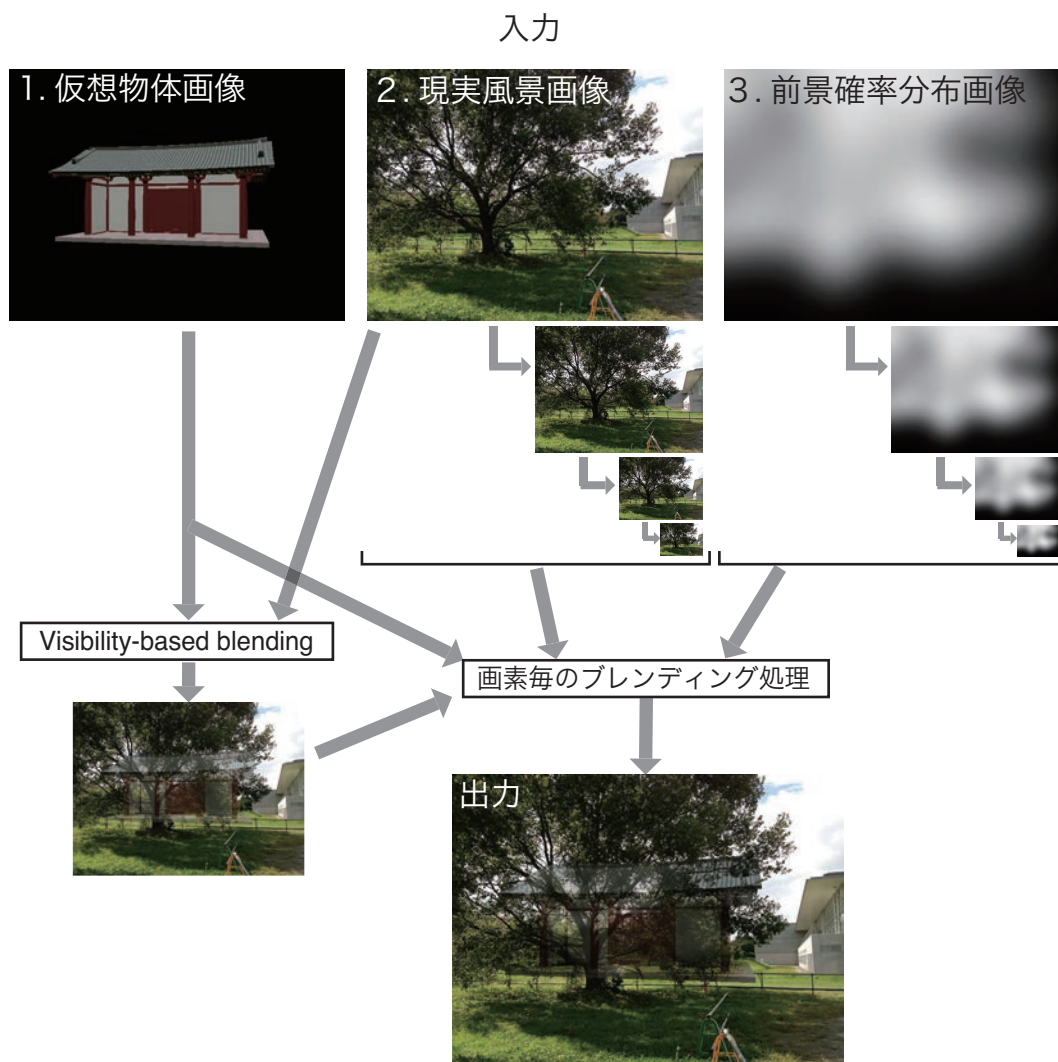 入力
1. 仮想物体画像
2. 現実風景画像
3. 前景確率分布画像
Visibility-based blending
画素毎のブレンディング処理
出力